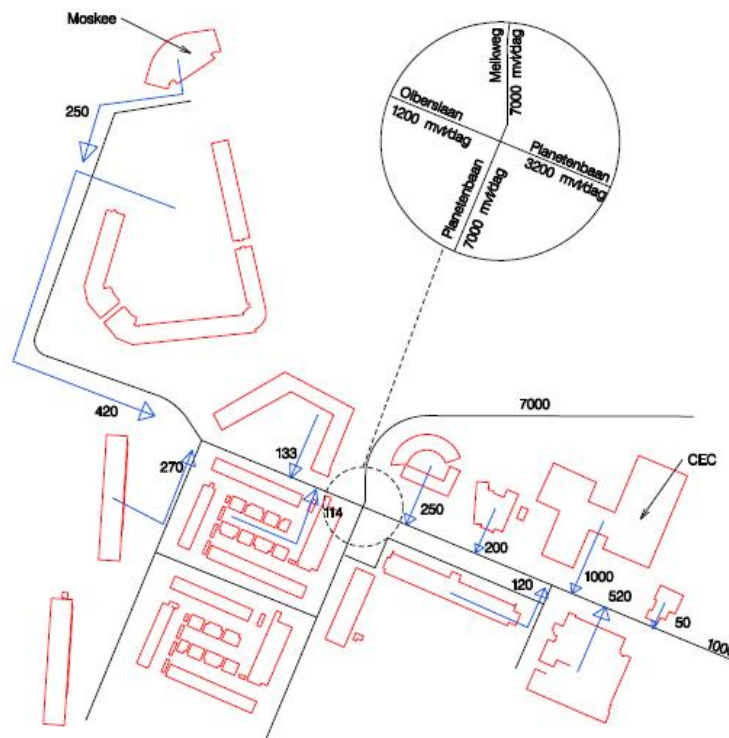 Moskee
Melkweg
7000 mvt/dag
Olberslaan
1200 mvt/dag
Planetenbaan
3200 mvt/dag
Planetenbaan
7000 mvt/dag
250
420
270
133
114
7000
CEC
250
200
120
1000
520
50